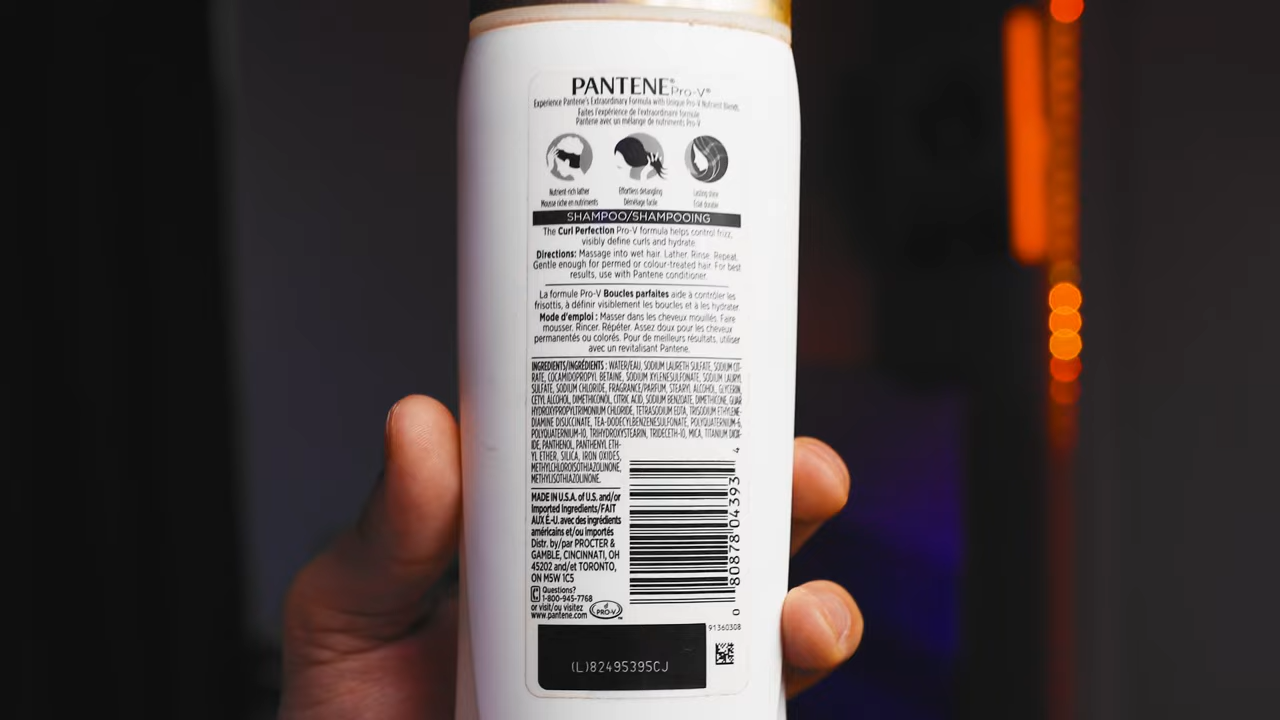 PANTENE® Pro-V®
Experience Pantene's Extraordinary Formula with Unique Pro-V Nutrient Blends.
Faites l'expérience de l'extraordinaire formule
Pantene avec un mélange de nutriments Pro-V
Nutrient-rich lather
Mousse riche en nutriments
Effortless detangling
Démêlage facile
Lasting shine
Éclat durable
SHAMPOO/SHAMPOOING
The Curl Perfection Pro-V formula helps control frizz,
visibly define curls and hydrate.
Directions: Massage into wet hair. Lather. Rinse. Repeat.
Gentle enough for permed or colour-treated hair. For best
results, use with Pantene conditioner.
La formule Pro-V Boucles parfaites aide à contrôler les
frisottis, à définir visiblement les boucles et à les hydrater.
Mode d'emploi : Masser dans les cheveux mouillés. Faire
mousser. Rincer. Répéter. Assez doux pour les cheveux
permanentés ou colorés. Pour de meilleurs résultats, utiliser
avec un revitalisant Pantene.
INGREDIENTS/INGRÉDIENTS : WATER/EAU, SODIUM LAURETH SULFATE, SODIUM CIT-
RATE, COCAMIDOPROPYL BETAINE, SODIUM XYLENESULFONATE, SODIUM LAURYL
SULFATE, SODIUM CHLORIDE, FRAGRANCE/PARFUM, STEARYL ALCOHOL, GLYCERIN,
CETYL ALCOHOL, DIMETHICONOL, CITRIC ACID, SODIUM BENZOATE, DIMETHICONE, GUAR
HYDROXYPROPYLTRIMONIUM CHLORIDE, TETRASODIUM EDTA, TRISODIUM ETHYLENE-
DIAMINE DISUCCINATE, TEA-DODECYLBENZENESULFONATE, POLYQUATERNIUM-6,
POLYQUATERNIUM-10, TRIHYDROXYSTEARIN, TRIDECETH-10, MICA, TITANIUM DIOX-
IDE, PANTHENOL, PANTHENYL ETH-
YL ETHER, SILICA, IRON OXIDES,
METHYLCHLOROISOTHIAZOLINONE,
METHYLISOTHIAZOLINONE.
MADE IN U.S.A. of U.S. and/or
Imported Ingredients/FAIT
AUX É.-U. avec des ingrédients
américains et/ou importés
Distr. by/par PROCTER &
GAMBLE, CINCINNATI, OH
45202 and/et TORONTO,
ON M5W 1C5
Questions?
1-800-945-7768
or visit/ou visitez
www.pantene.com
PRO-V™
0 80878 04393 4
91360308
(L)82495395CJ